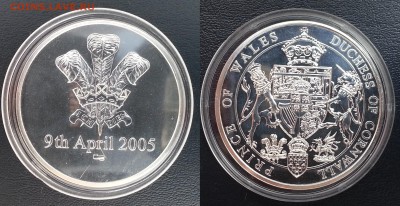 9th April 2005
PRINCE OF WALES DUCHESS OF CORNWALL